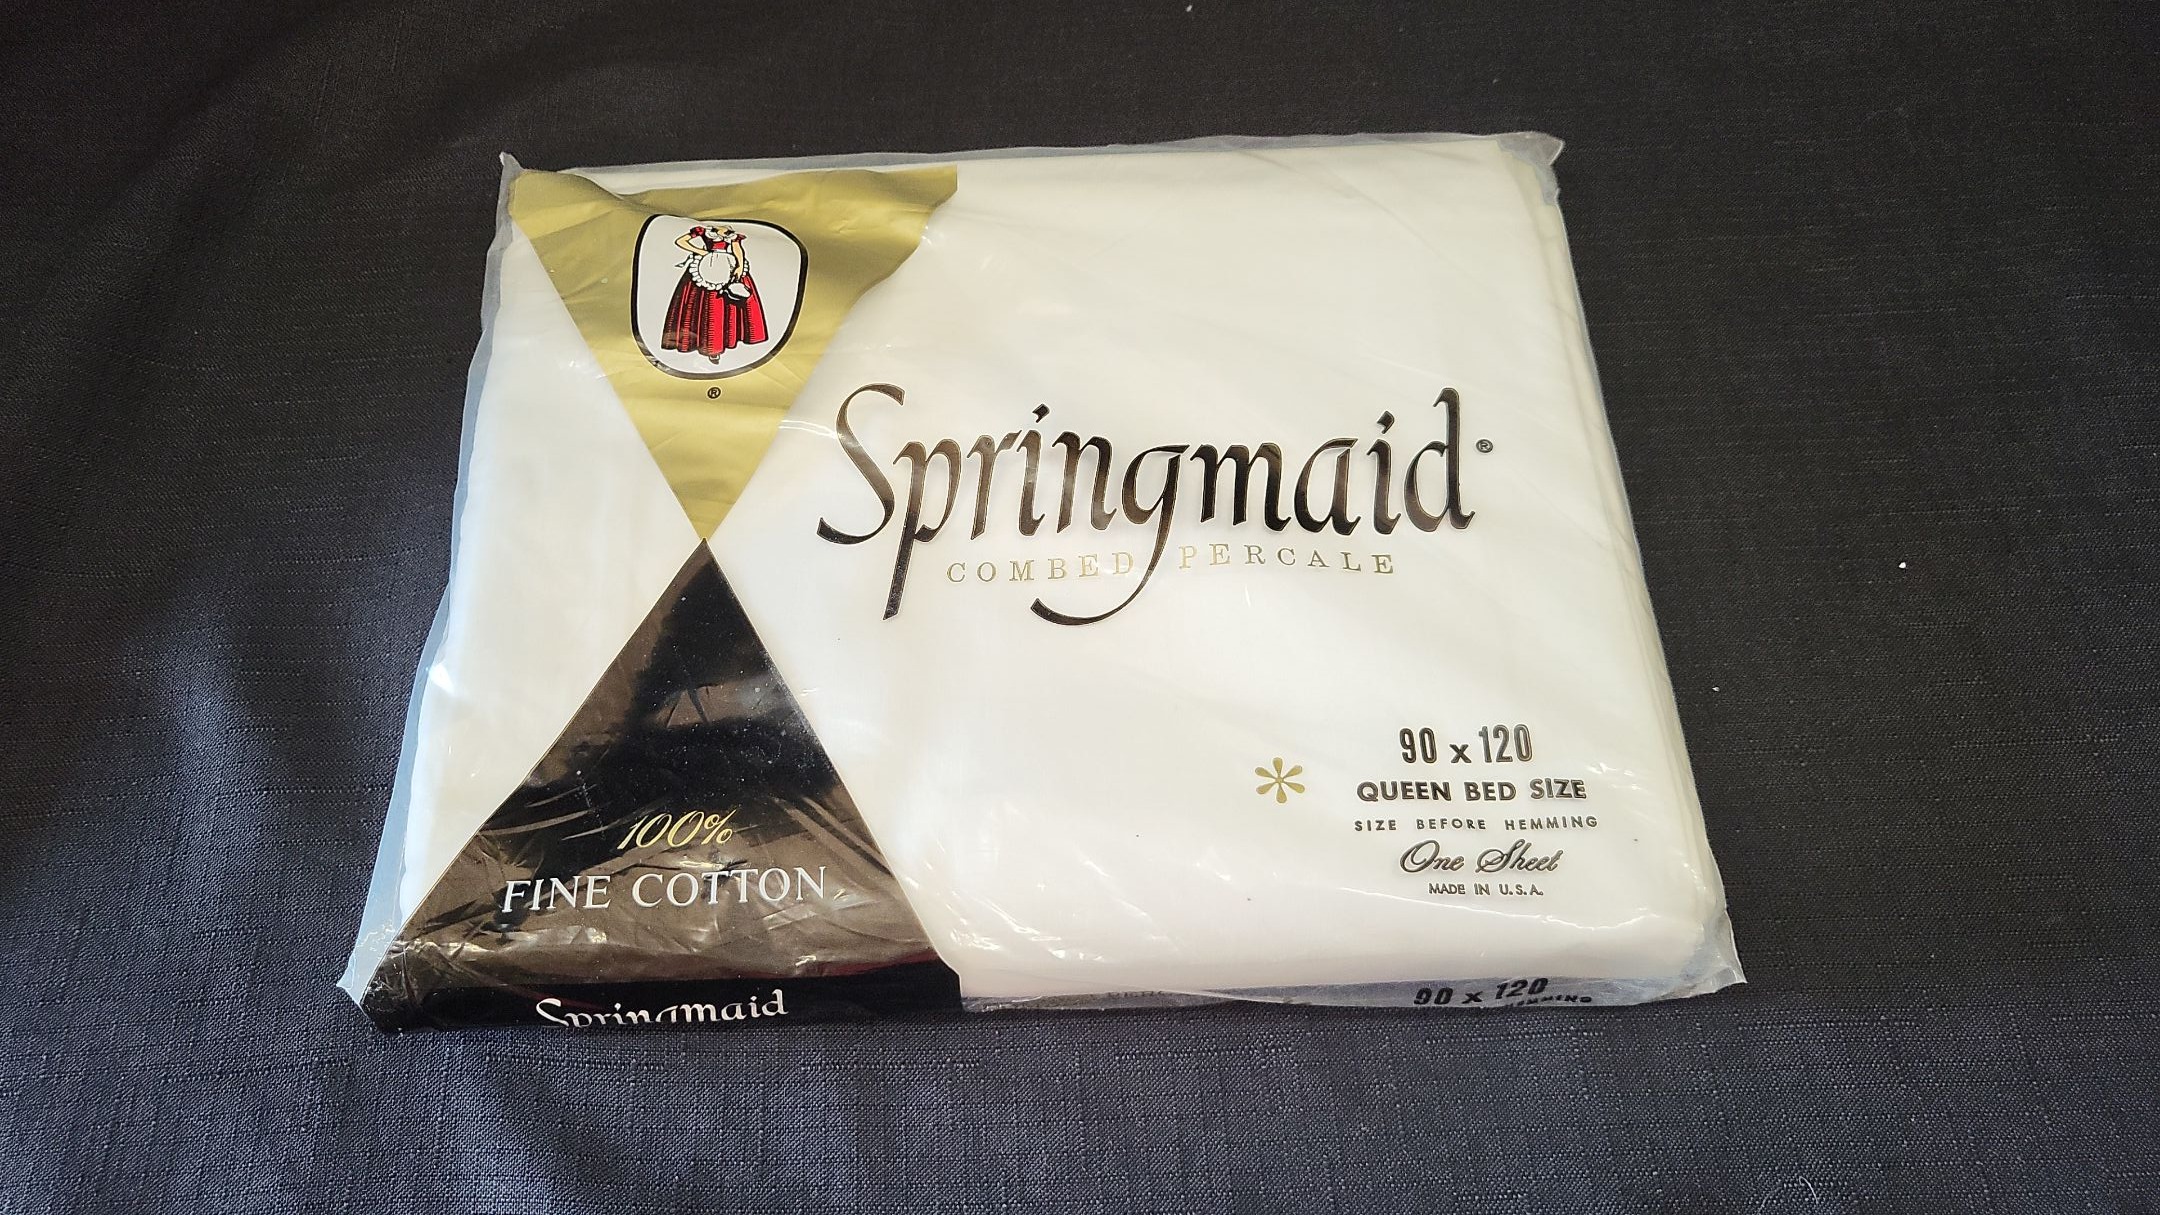 ®
Springmaid®
COMBED PERCALE
90 x 120
QUEEN BED SIZE
SIZE BEFORE HEMMING
One Sheet
MADE IN U.S.A.
100%
FINE COTTON
Springmaid
90 x 120